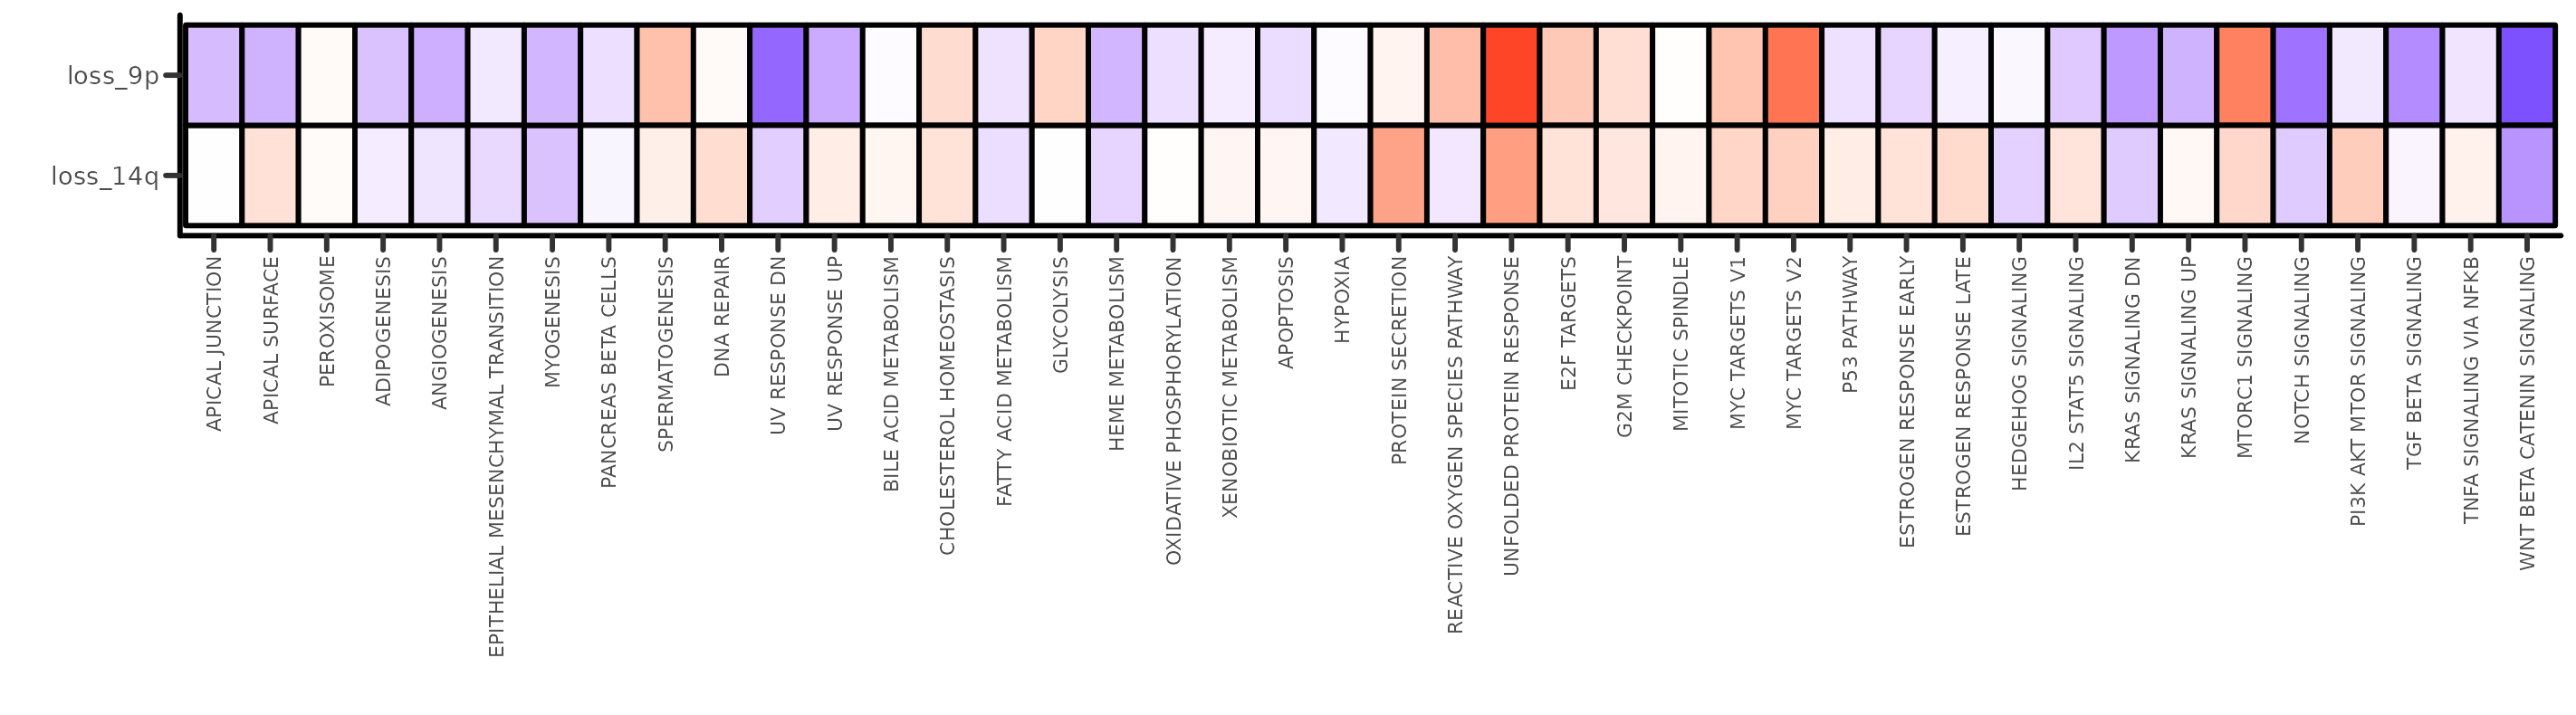 loss_9p
loss_14q
APICAL JUNCTION
APICAL SURFACE
PEROXISOME
ADIPOGENESIS
ANGIOGENESIS
EPITHELIAL MESENCHYMAL TRANSITION
MYOGENESIS
PANCREAS BETA CELLS
SPERMATOGENESIS
DNA REPAIR
UV RESPONSE DN
UV RESPONSE UP
BILE ACID METABOLISM
CHOLESTEROL HOMEOSTASIS
FATTY ACID METABOLISM
GLYCOLYSIS
HEME METABOLISM
OXIDATIVE PHOSPHORYLATION
XENOBIOTIC METABOLISM
APOPTOSIS
HYPOXIA
PROTEIN SECRETION
REACTIVE OXYGEN SPECIES PATHWAY
UNFOLDED PROTEIN RESPONSE
E2F TARGETS
G2M CHECKPOINT
MITOTIC SPINDLE
MYC TARGETS V1
MYC TARGETS V2
P53 PATHWAY
ESTROGEN RESPONSE EARLY
ESTROGEN RESPONSE LATE
HEDGEHOG SIGNALING
IL2 STAT5 SIGNALING
KRAS SIGNALING DN
KRAS SIGNALING UP
MTORC1 SIGNALING
NOTCH SIGNALING
PI3K AKT MTOR SIGNALING
TGF BETA SIGNALING
TNFA SIGNALING VIA NFKB
WNT BETA CATENIN SIGNALING